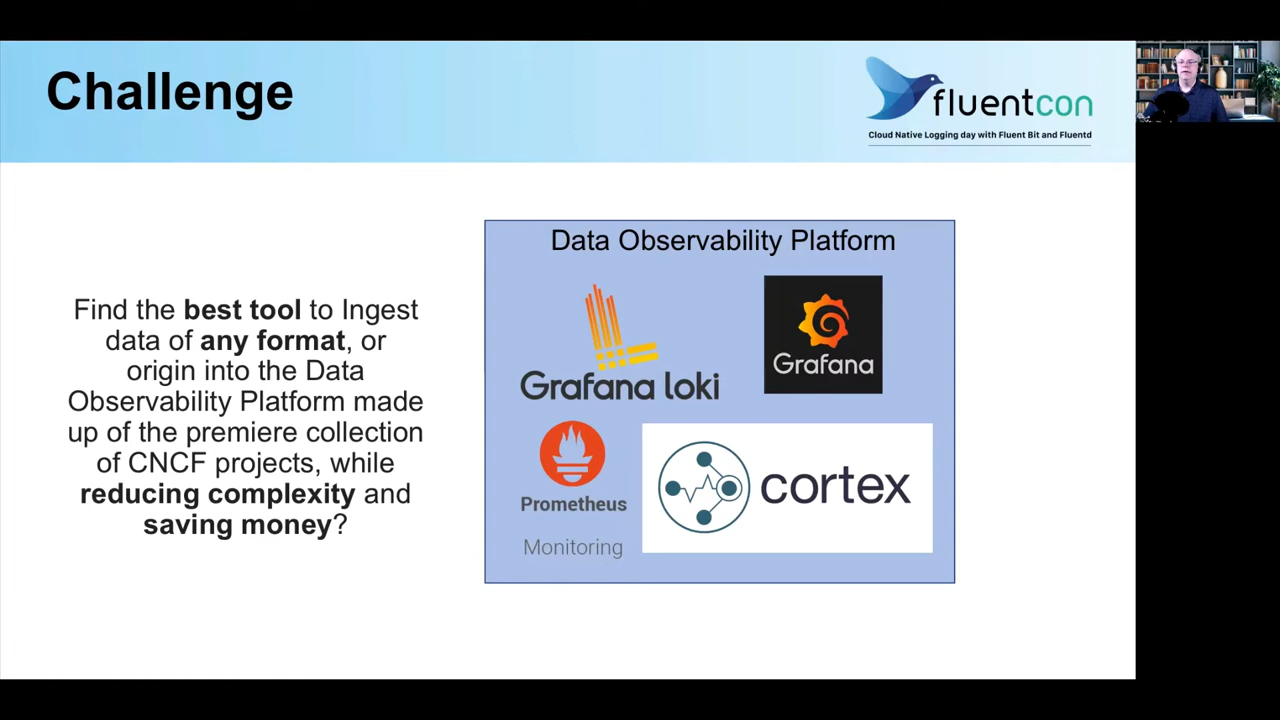 Challenge
fluentcon
Cloud Native Logging day with Fluent Bit and Fluentd
Find the best tool to Ingest
data of any format, or
origin into the Data
Observability Platform made
up of the premiere collection
of CNCF projects, while
reducing complexity and
saving money?
Data Observability Platform
Grafana loki
Grafana
Prometheus
Monitoring
cortex